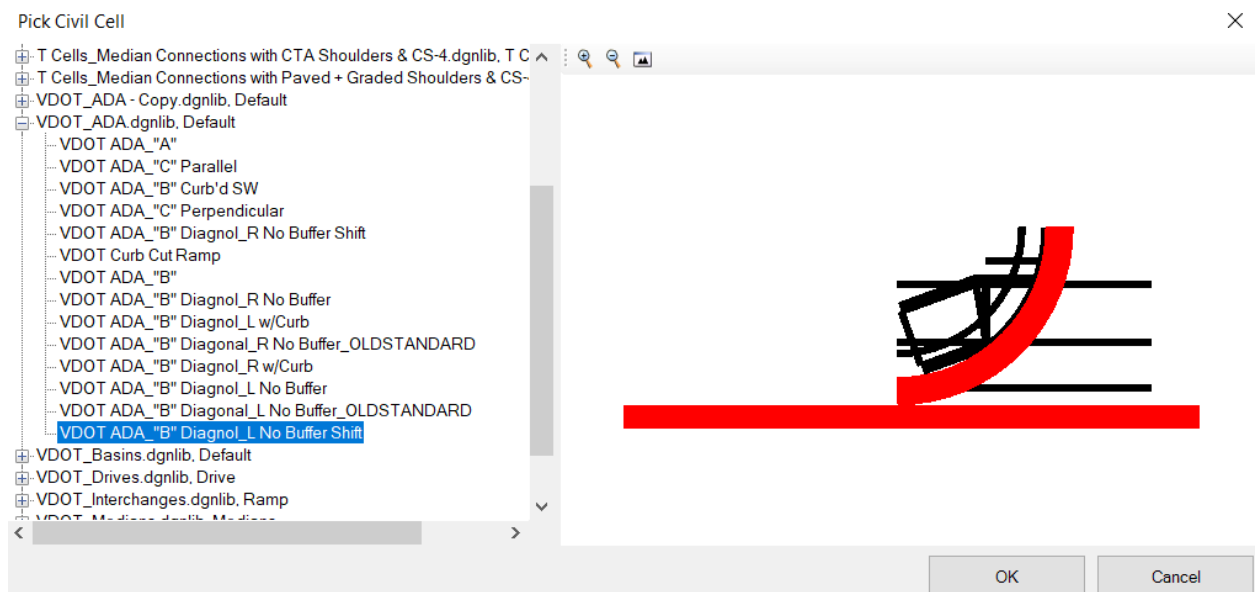 Pick Civil Cell
T Cells_Median Connections with CTA Shoulders & CS-4.dgnlib, T C
T Cells_Median Connections with Paved + Graded Shoulders & CS-
VDOT_ADA - Copy.dgnlib, Default
VDOT_ADA.dgnlib, Default
VDOT ADA_"A"
VDOT ADA_"C" Parallel
VDOT ADA_"B" Curb'd SW
VDOT ADA_"C" Perpendicular
VDOT ADA_"B" Diagnol_R No Buffer Shift
VDOT Curb Cut Ramp
VDOT ADA_"B"
VDOT ADA_"B" Diagnol_R No Buffer
VDOT ADA_"B" Diagnol_L w/Curb
VDOT ADA_"B" Diagonal_R No Buffer_OLDSTANDARD
VDOT ADA_"B" Diagnol_R w/Curb
VDOT ADA_"B" Diagnol_L No Buffer
VDOT ADA_"B" Diagonal_L No Buffer_OLDSTANDARD
VDOT ADA_"B" Diagnol_L No Buffer Shift
VDOT_Basins.dgnlib, Default
VDOT_Drives.dgnlib, Drive
VDOT_Interchanges.dgnlib, Ramp
VDOT_Medians.dgnlib, Medians
OK
Cancel